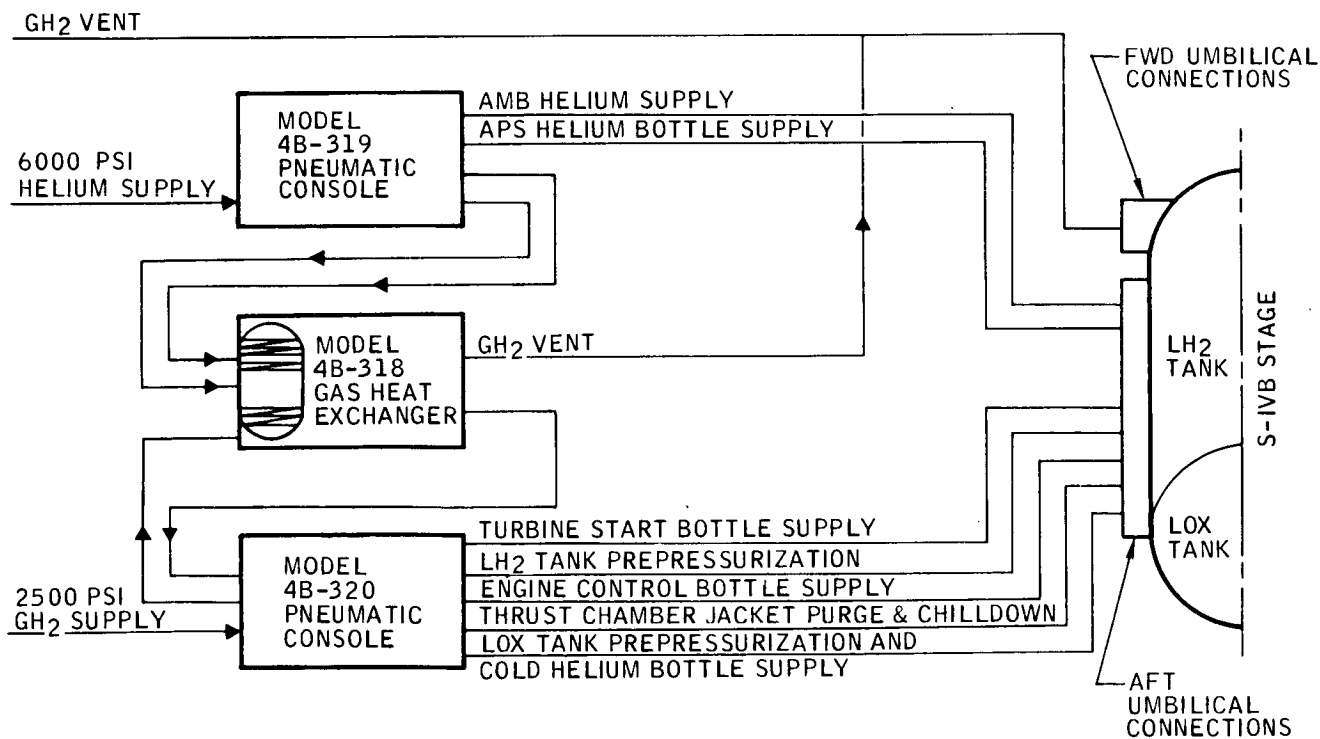 GH2 VENT
FWD UMBILICAL
CONNECTIONS
MODEL
4B-319
PNEUMATIC
CONSOLE
AMB HELIUM SUPPLY
APS HELIUM BOTTLE SUPPLY
6000 PSI
HELIUM SUPPLY
MODEL
4B-318
GAS HEAT
EXCHANGER
GH2 VENT
LH2
TANK
S-IVB STAGE
MODEL
4B-320
PNEUMATIC
CONSOLE
2500 PSI
GH2 SUPPLY
TURBINE START BOTTLE SUPPLY
LH2 TANK PREPRESSURIZATION
ENGINE CONTROL BOTTLE SUPPLY
THRUST CHAMBER JACKET PURGE & CHILLDOWN
LOX TANK PREPRESSURIZATION AND
COLD HELIUM BOTTLE SUPPLY
LOX
TANK
AFT
UMBILICAL
CONNECTIONS